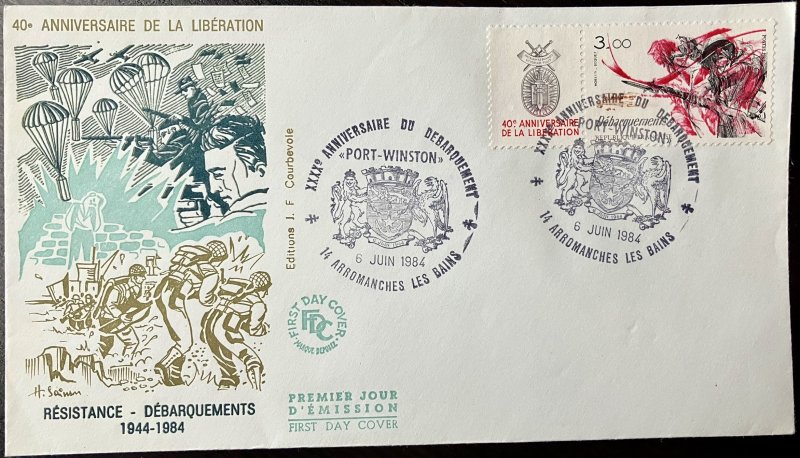 40e ANNIVERSAIRE DE LA LIBÉRATION
Editions J. F Courbevoie
RÉSISTANCE - DÉBARQUEMENTS
1944-1984
FIRST DAY COVER
FDC
MARQUE DEPOSEE
PREMIER JOUR
D'ÉMISSION
FIRST DAY COVER
XXXXe ANNIVERSAIRE DU DEBARQUEMENT
«PORT-WINSTON»
6 JUIN 1984
14 ARROMANCHES LES BAINS
40e ANNIVERSAIRE
DE LA LIBÉRATION
3,00
Débarquement
XXXXe ANNIVERSAIRE DU DEBARQUEMENT
«PORT-WINSTON»
6 JUIN 1984
14 ARROMANCHES LES BAINS